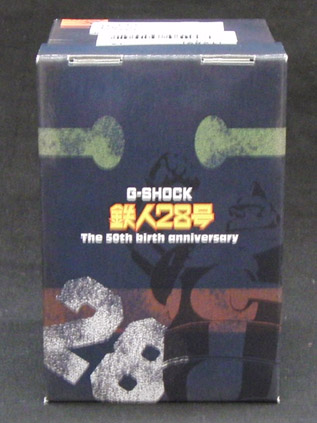 G-SHOCK
鉄人28号
The 50th birth anniversary
28